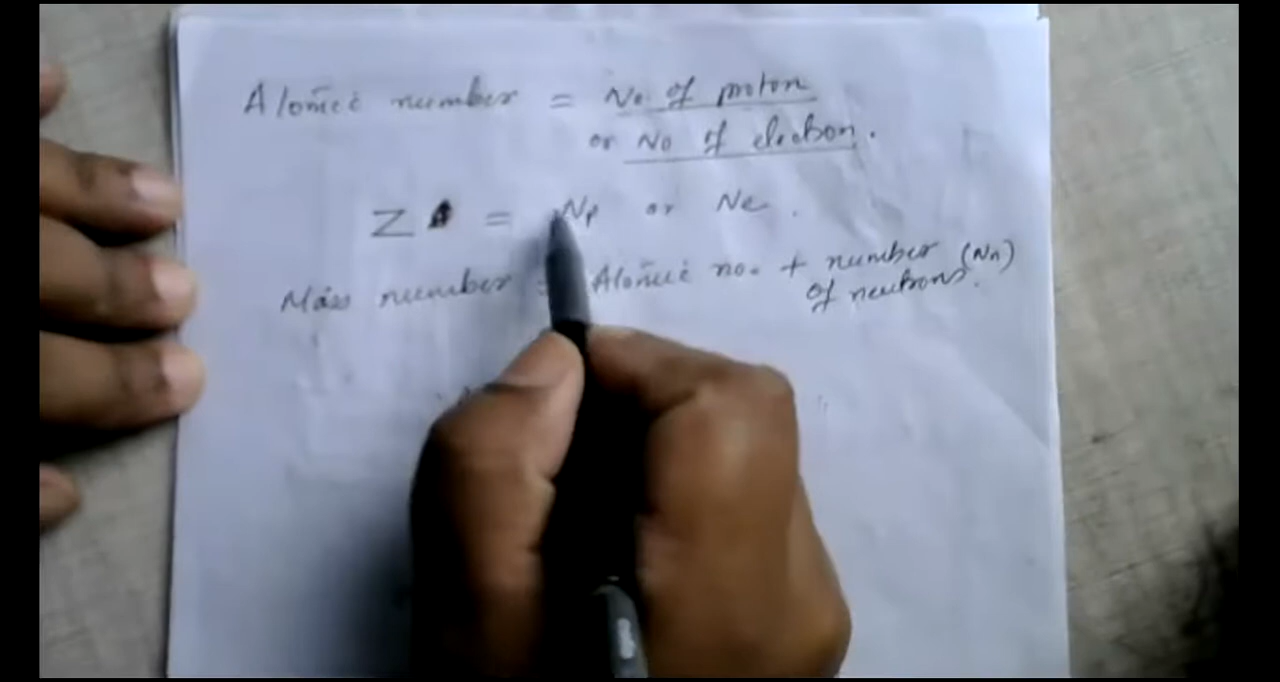 Atomic number = No. of proton
or No of electron.
Z = Np or Ne.
Mass number = Atomic no. + number (Nn)
of neutrons.